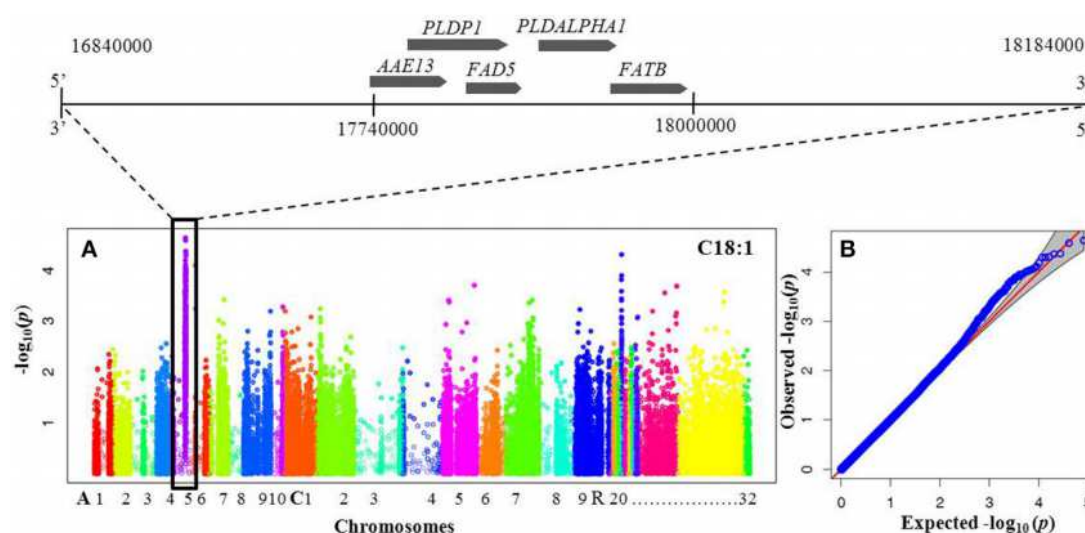 PLDP1 PLDALPHA1
16840000 18184000
AAE13 FAD5 FATB
5’ 3
3’ 17740000 18000000 5
A C18:1
-log10(p)
4
3
2
1
A 1 2 3 4 5 6 7 8 9 10 C1 2 3 4 5 6 7 8 9 R 20 ........................ 32
Chromosomes
B
Observed -log10(p)
4
3
2
1
0
0 1 2 3 4 5
Expected -log10(p)